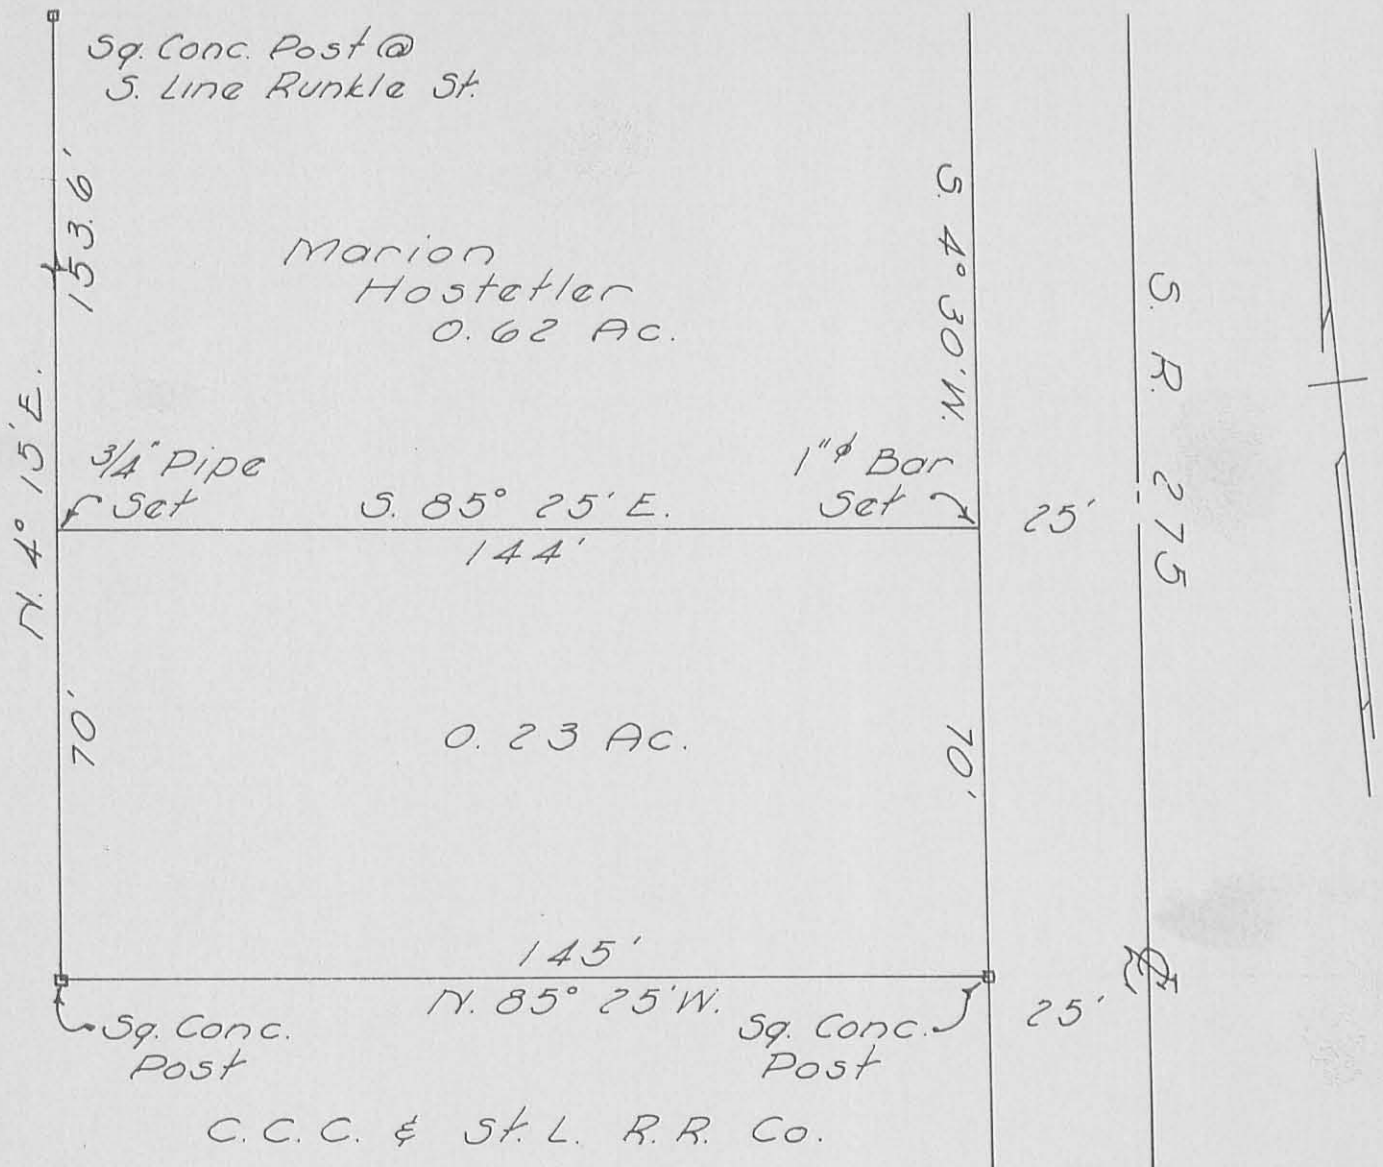 Sq. Conc. Post @
S. Line Runkle St.
153.6'
N. 4° 15' E.
Marion
Hostetler
0.62 Ac.
S. 4° 30' W.
S. R. 275
3/4" Pipe
Set
S. 85° 25' E.
144'
1"ϕ Bar
Set
25'
70'
0.23 Ac.
70'
145'
N. 85° 25' W.
Sq. Conc.
Post
Sq. Conc.
Post
25'
℄
C.C.C. & St. L. R.R. Co.